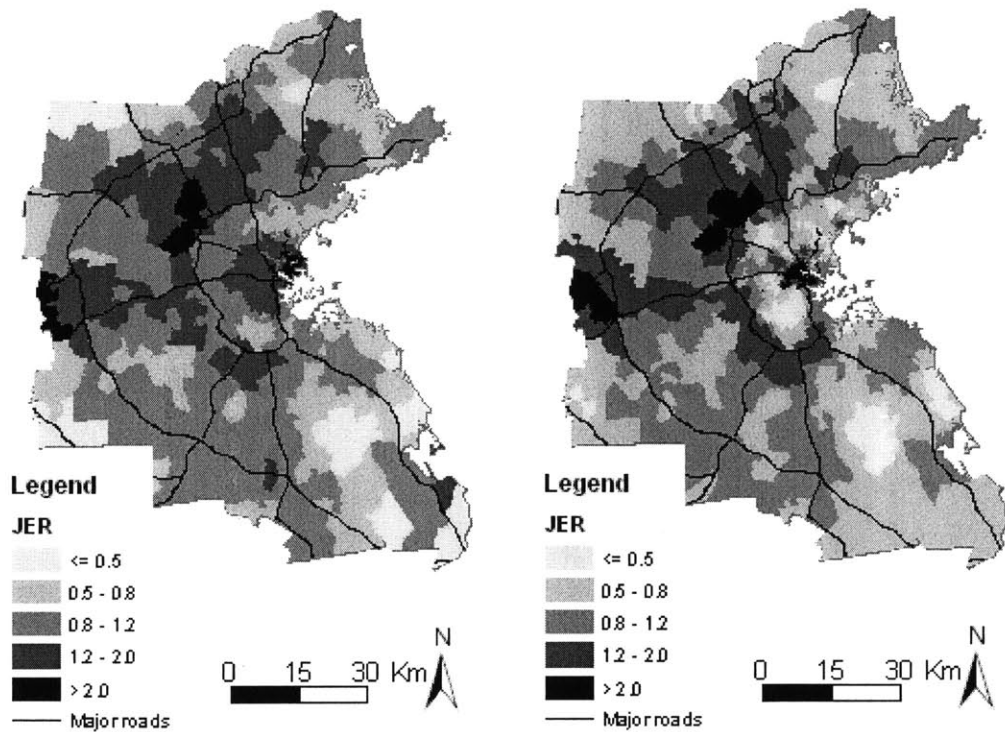 Legend
JER
<= 0.5
0.5 - 0.8
0.8 - 1.2
1.2 - 2.0
> 2.0
Major roads
0 15 30 Km
N
Legend
JER
<= 0.5
0.5 - 0.8
0.8 - 1.2
1.2 - 2.0
> 2.0
Major roads
0 15 30 Km
N